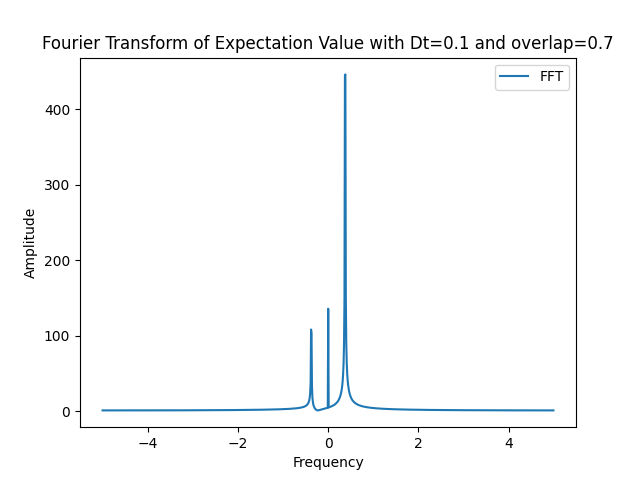 Fourier Transform of Expectation Value with Dt=0.1 and overlap=0.7
FFT
400
300
200
100
0
Amplitude
−4
−2
0
2
4
Frequency